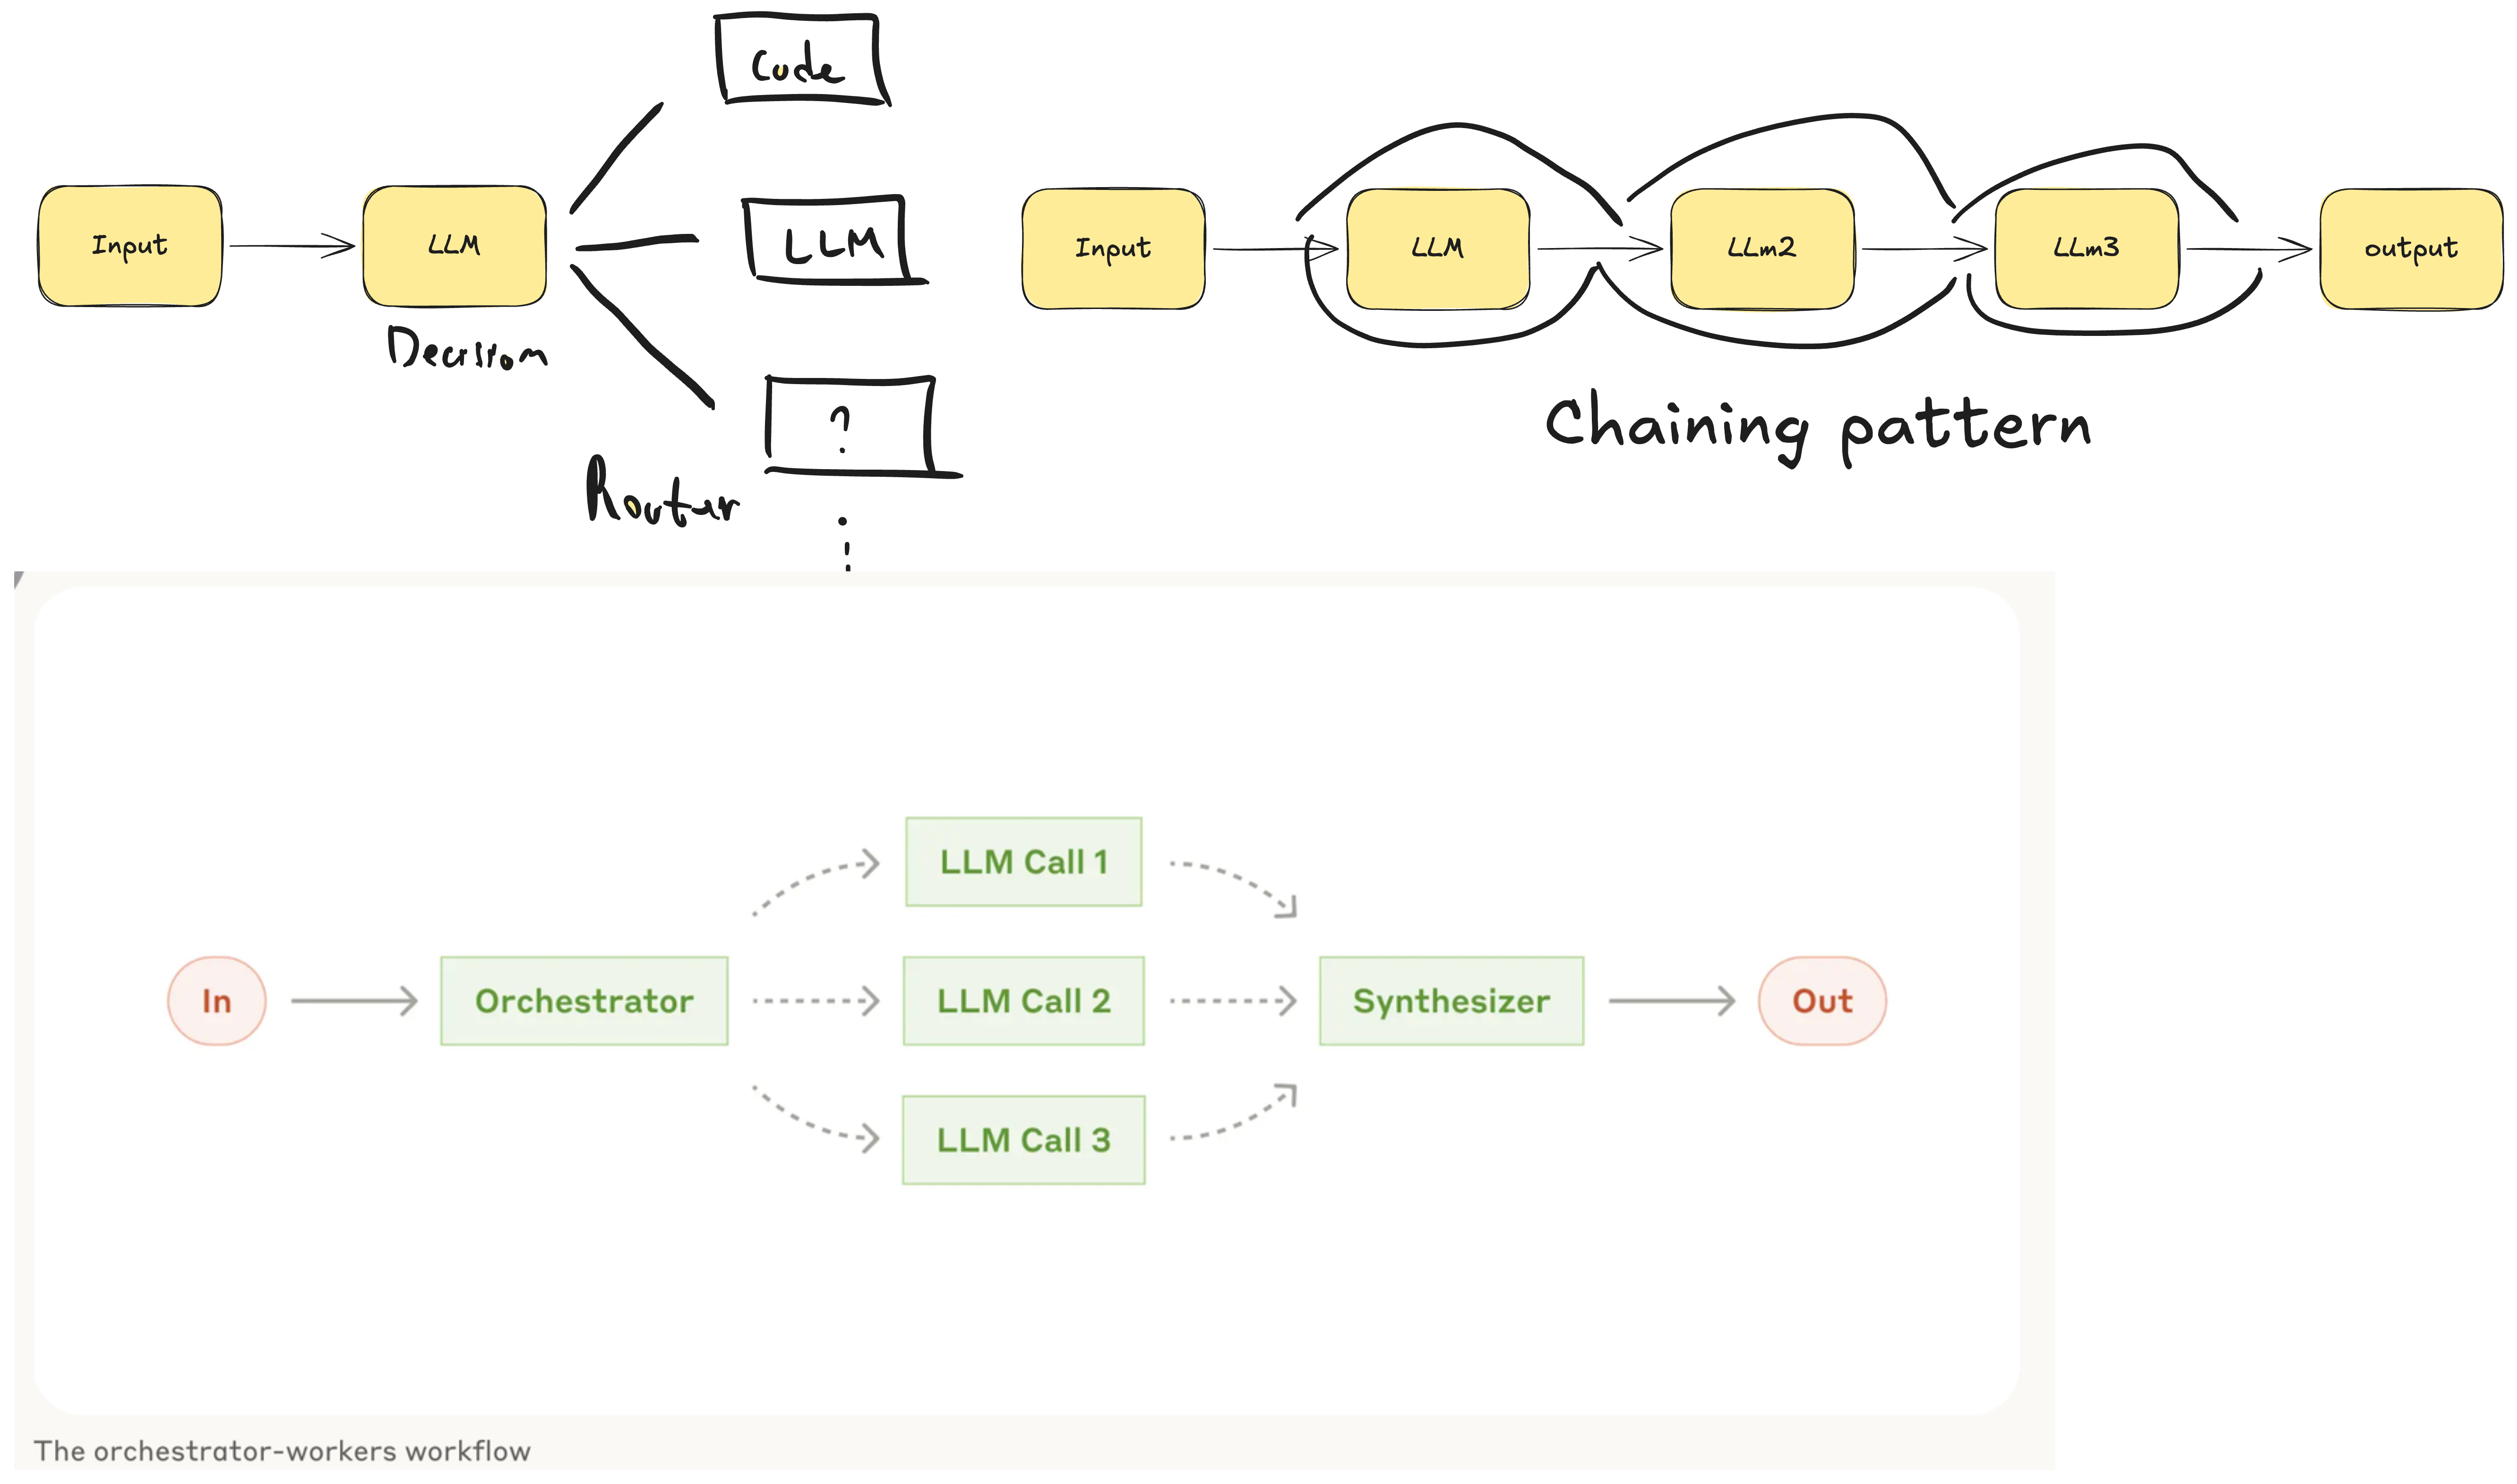 Code
Input
LLM
LLM
Decision
?
Router
Input
LLM
LLm2
LLm3
output
Chaining pattern
LLM Call 1
In
Orchestrator
LLM Call 2
Synthesizer
Out
LLM Call 3
The orchestrator-workers workflow